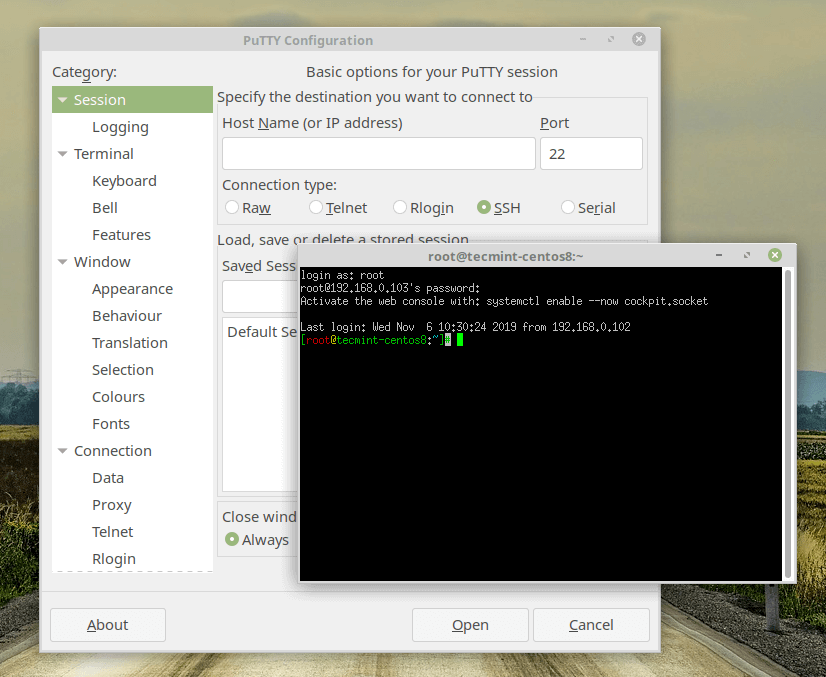 PuTTY Configuration
Category:
Session
Logging
Terminal
Keyboard
Bell
Features
Window
Appearance
Behaviour
Translation
Selection
Colours
Fonts
Connection
Data
Proxy
Telnet
Rlogin
Basic options for your PuTTY session
Specify the destination you want to connect to
Host Name (or IP address) Port
22
Connection type:
Raw Telnet Rlogin SSH Serial
Load, save or delete a stored session
Saved Sess
Default Se
Close wind
Always
About Open Cancel
root@tecmint-centos8:~
login as: root
root@192.168.0.103's password:
Activate the web console with: systemctl enable --now cockpit.socket
Last login: Wed Nov  6 10:30:24 2019 from 192.168.0.102
[root@tecmint-centos8:~]#